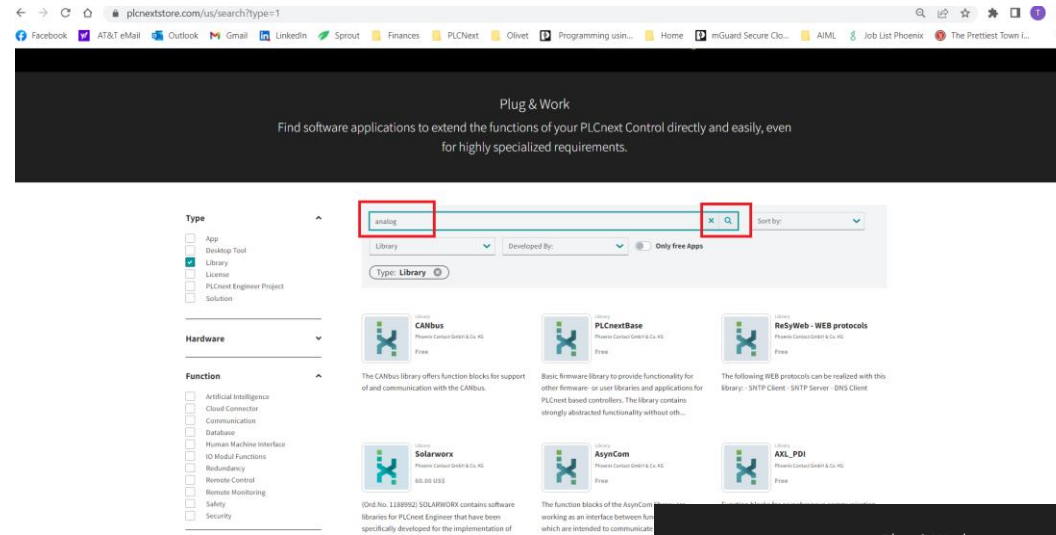 plcnextstore.com/us/search?type=1
Facebook
AT&T eMail
Outlook
Gmail
LinkedIn
Sprout
Finances
PLCNext
Olivet
Programming usin...
Home
mGuard Secure Clo...
AIML
Job List Phoenix
The Prettiest Town i...
Plug & Work
Find software applications to extend the functions of your PLCnext Control directly and easily, even
for highly specialized requirements.
Type
App
Desktop Tool
Library
License
PLCnext Engineer Project
Solution
Hardware
Function
Artificial Intelligence
Cloud Connector
Communication
Database
Human Machine Interface
IO Modul Functions
Redundancy
Remote Control
Remote Monitoring
Safety
Security
analog
Sort by:
Library
Developed By:
Only free Apps
Type: Library
Library
CANbus
Phoenix Contact GmbH & Co. KG
Free
The CANbus library offers function blocks for support
of and communication with the CANbus.
Library
PLCnextBase
Phoenix Contact GmbH & Co. KG
Free
Basic firmware library to provide functionality for
other firmware- or user libraries and applications for
PLCnext based controllers. The library contains
strongly abstracted functionality without oth...
Library
ReSyWeb - WEB protocols
Phoenix Contact GmbH & Co. KG
Free
The following WEB protocols can be realized with this
library: - SNTP Client - SNTP Server - DNS Client
Library
Solarworx
Phoenix Contact GmbH & Co. KG
60.00 US$
(Ord.No. 1188992) SOLARWORX contains software
libraries for PLCnext Engineer that have been
specifically developed for the implementation of
Library
AsynCom
Phoenix Contact GmbH & Co. KG
Free
The function blocks of the AsynCom library are
working as an interface between
which are intended to communicate
Library
AXL_PDI
Phoenix Contact GmbH & Co. KG
Free